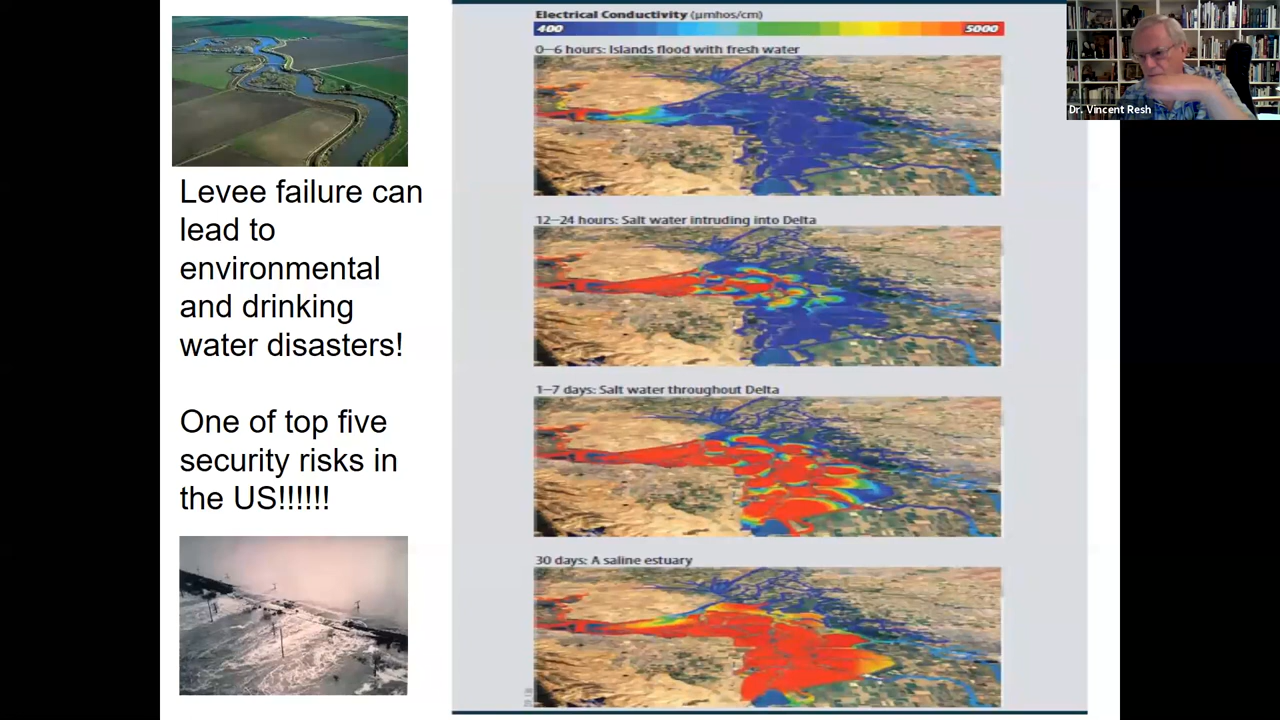 Levee failure can
lead to
environmental
and drinking
water disasters!
One of top five
security risks in
the US!!!!!!
Electrical Conductivity (µmhos/cm)
400 5000
0–6 hours: Islands flood with fresh water
12–24 hours: Salt water intruding into Delta
1–7 days: Salt water throughout Delta
30 days: A saline estuary
Dr. Vincent Resh